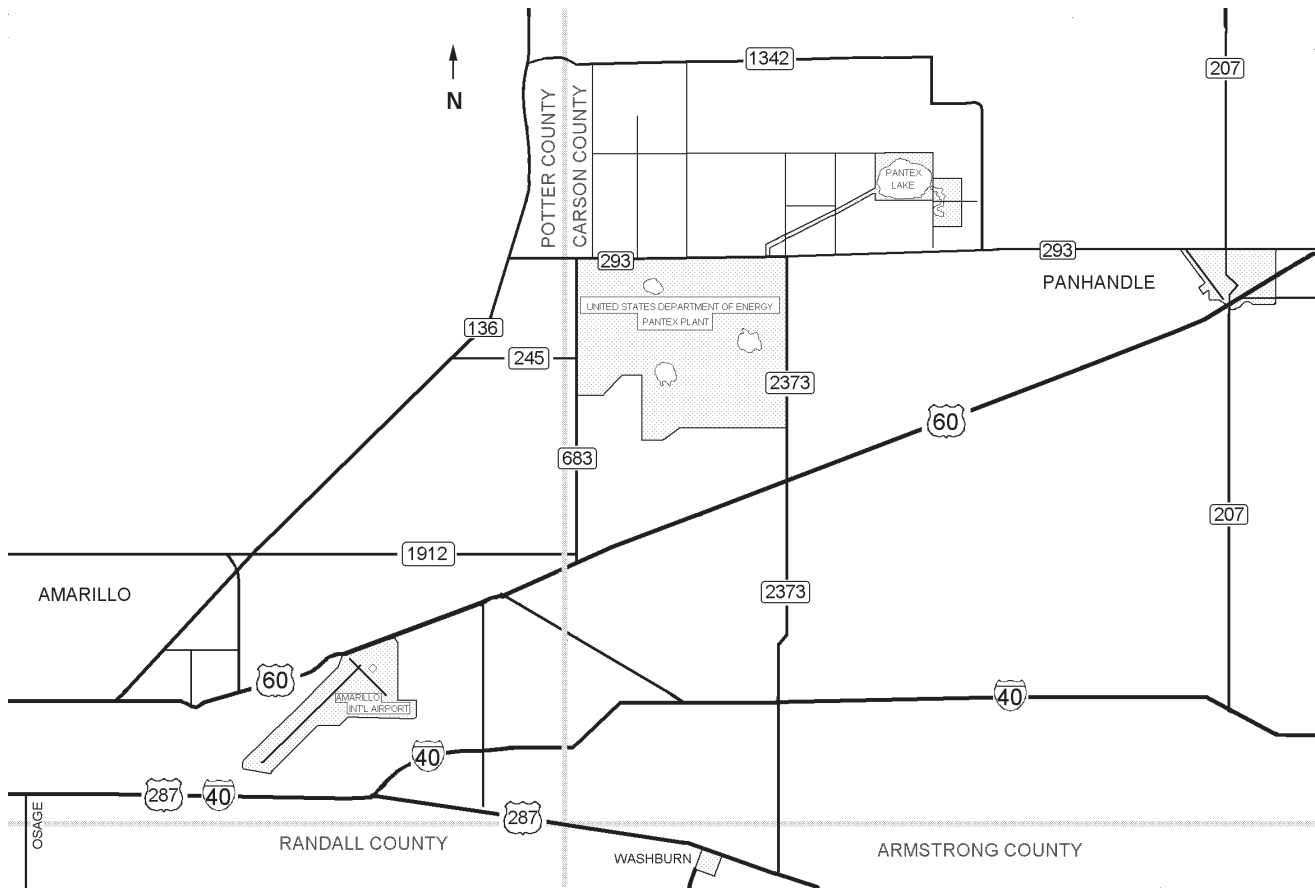 1342
207
N
POTTER COUNTY
CARSON COUNTY
PANTEX
LAKE
293
293
PANHANDLE
UNITED STATES DEPARTMENT OF ENERGY
PANTEX PLANT
136
245
2373
60
683
207
1912
AMARILLO
2373
60
AMARILLO
INT'L AIRPORT
40
40
287
40
287
OSAGE
RANDALL COUNTY
WASHBURN
ARMSTRONG COUNTY